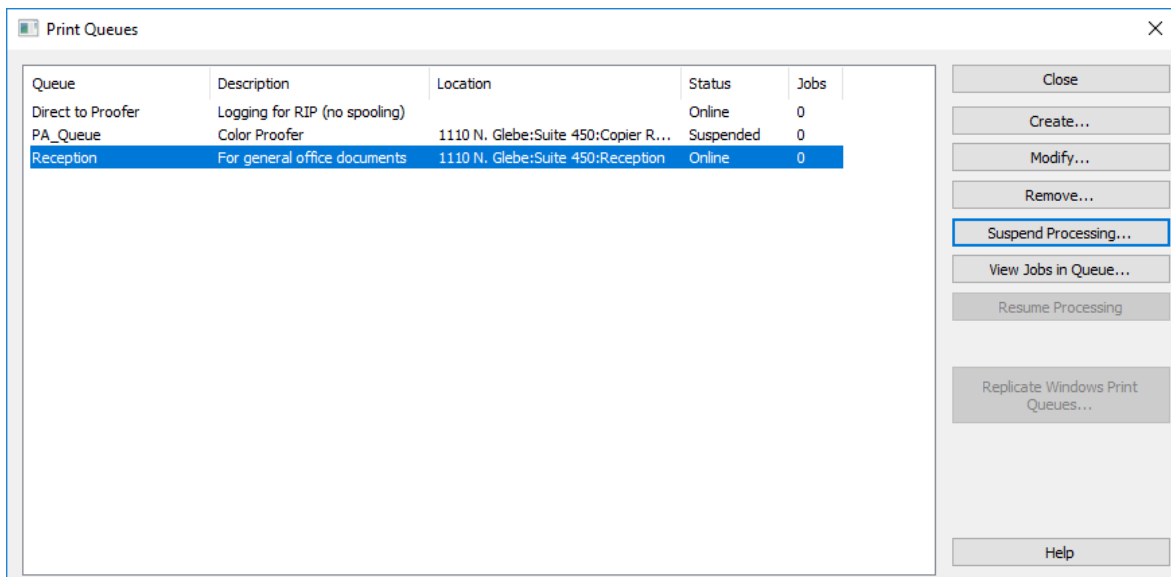 Print Queues
Queue Description Location Status Jobs
Direct to Proofer Logging for RIP (no spooling) Online 0
PA_Queue Color Proofer 1110 N. Glebe:Suite 450:Copier R... Suspended 0
Reception For general office documents 1110 N. Glebe:Suite 450:Reception Online 0
Close
Create...
Modify...
Remove...
Suspend Processing...
View Jobs in Queue...
Resume Processing
Replicate Windows Print
Queues...
Help